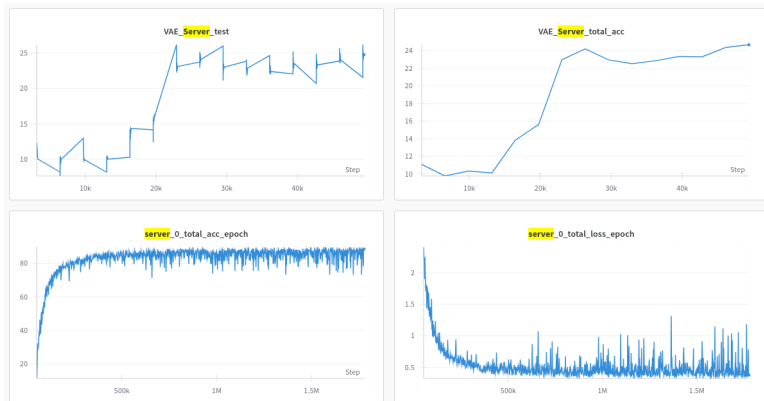 VAE_Server_test
25
20
15
10
Step
10k
20k
30k
40k
VAE_Server_total_acc
24
22
20
18
16
14
12
10
Step
10k
20k
30k
40k
server_0_total_acc_epoch
80
60
40
20
Step
500k
1M
1.5M
server_0_total_loss_epoch
2
1.5
1
0.5
500k
1M
1.5M